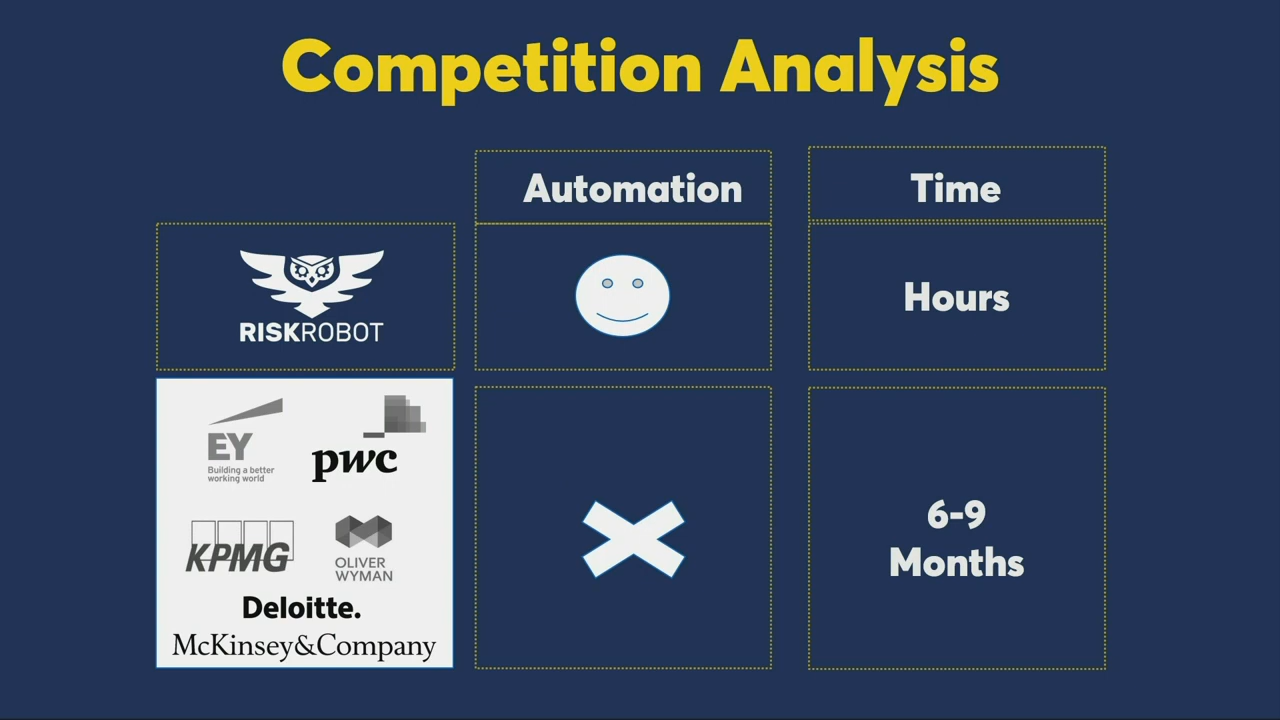 Competition Analysis
Automation
Time
RISKROBOT
Hours
EY
Building a better
working world
pwc
KPMG
OLIVER
WYMAN
Deloitte.
McKinsey&Company
6-9
Months